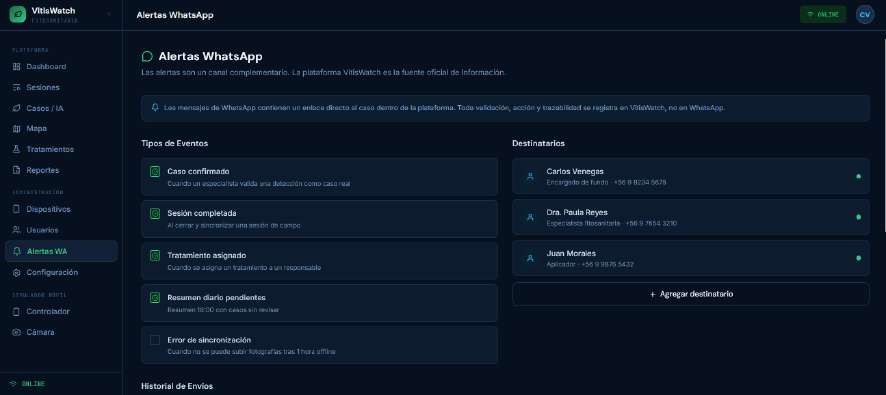 VitisWatch
FITOSANITARIO
PLATAFORMA
Dashboard
Sesiones
Casos / IA
Mapa
Tratamientos
Reportes
ADMINISTRACIÓN
Dispositivos
Usuarios
Alertas WA
Configuración
SIMULADOR MÓVIL
Controlador
Cámara
ONLINE
Alertas WhatsApp
ONLINE
CV
Alertas WhatsApp
Las alertas son un canal complementario. La plataforma VitisWatch es la fuente oficial de información.
Los mensajes de WhatsApp contienen un enlace directo al caso dentro de la plataforma. Toda validación, acción y trazabilidad se registra en VitisWatch, no en WhatsApp.
Tipos de Eventos
Caso confirmado
Cuando un especialista valida una detección como caso real
Sesión completada
Al cerrar y sincronizar una sesión de campo
Tratamiento asignado
Cuando se asigna un tratamiento a un responsable
Resumen diario pendientes
Resumen 18:00 con casos sin revisar
Error de sincronización
Cuando no se puede subir fotografías tras 1 hora offline
Historial de Envíos
Destinatarios
Carlos Venegas
Encargado de fundo · +56 9 8234 5678
Dra. Paula Reyes
Especialista fitosanitaria · +56 9 7654 3210
Juan Morales
Aplicador · +56 9 9876 5432
+ Agregar destinatario